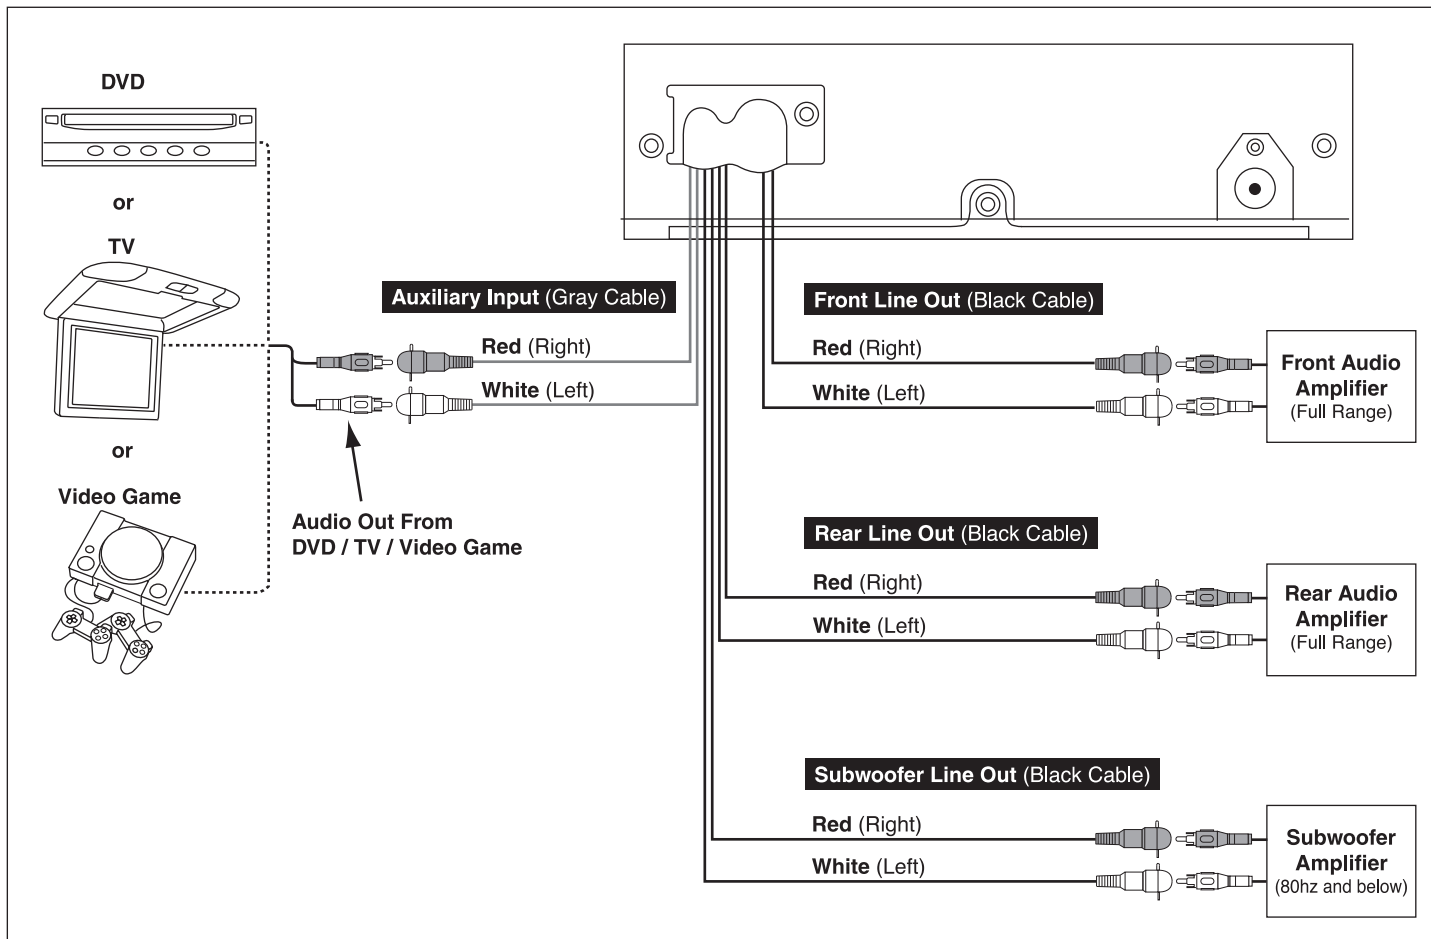 DVD
or
TV
or
Video Game
Audio Out From
DVD / TV / Video Game
Auxiliary Input (Gray Cable)
Red (Right)
White (Left)
Front Line Out (Black Cable)
Red (Right)
White (Left)
Front Audio
Amplifier
(Full Range)
Rear Line Out (Black Cable)
Red (Right)
White (Left)
Rear Audio
Amplifier
(Full Range)
Subwoofer Line Out (Black Cable)
Red (Right)
White (Left)
Subwoofer
Amplifier
(80hz and below)